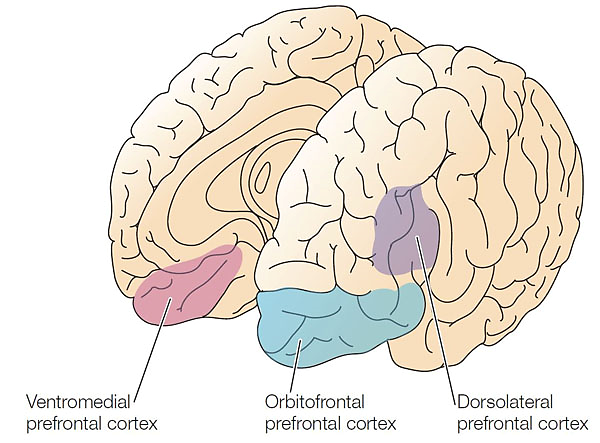 Ventromedial
prefrontal cortex
Orbitofrontal
prefrontal cortex
Dorsolateral
prefrontal cortex